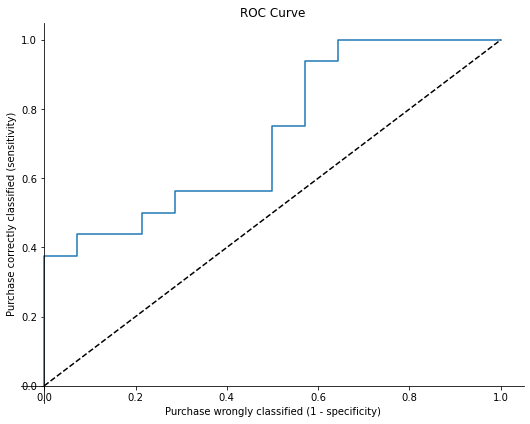 ROC Curve
1.0
0.8
0.6
0.4
0.2
0.0
Purchase correctly classified (sensitivity)
0.0 0.2 0.4 0.6 0.8 1.0
Purchase wrongly classified (1 - specificity)